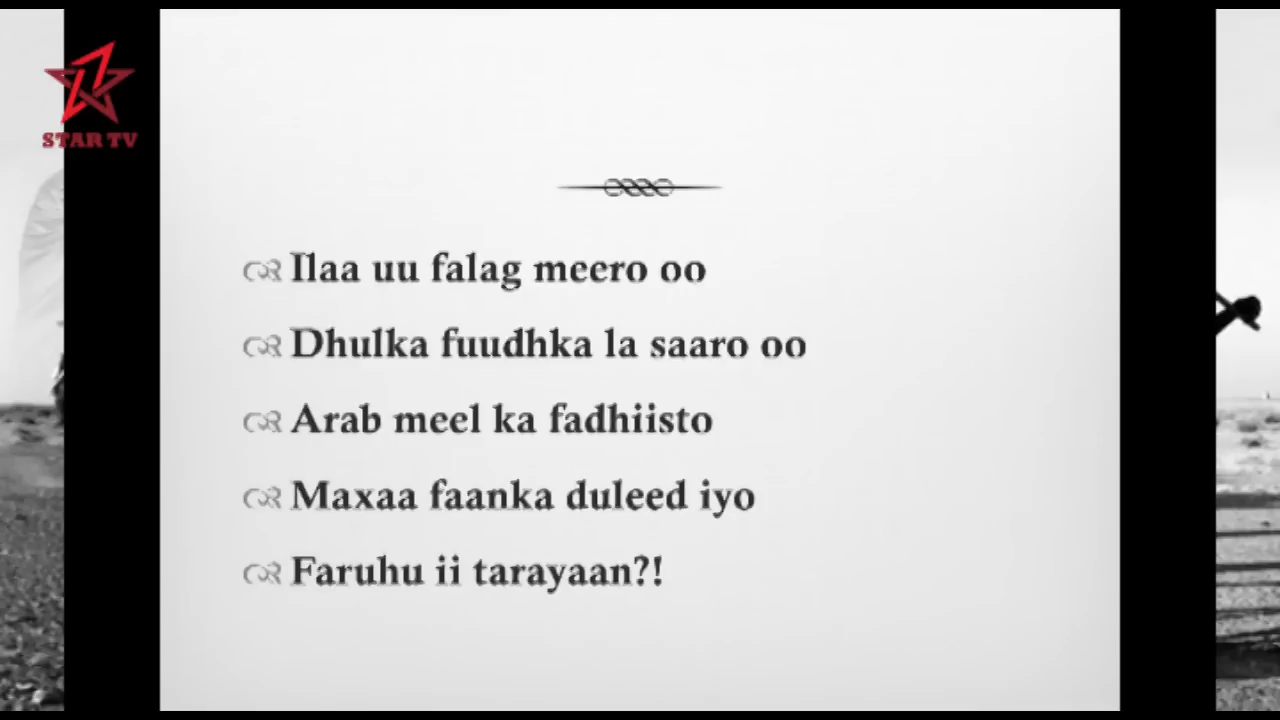 STAR TV
Ilaa uu falag meero oo
Dhulka fuudhka la saaro oo
Arab meel ka fadhiisto
Maxaa faanka duleed iyo
Faruhu ii tarayaan?!